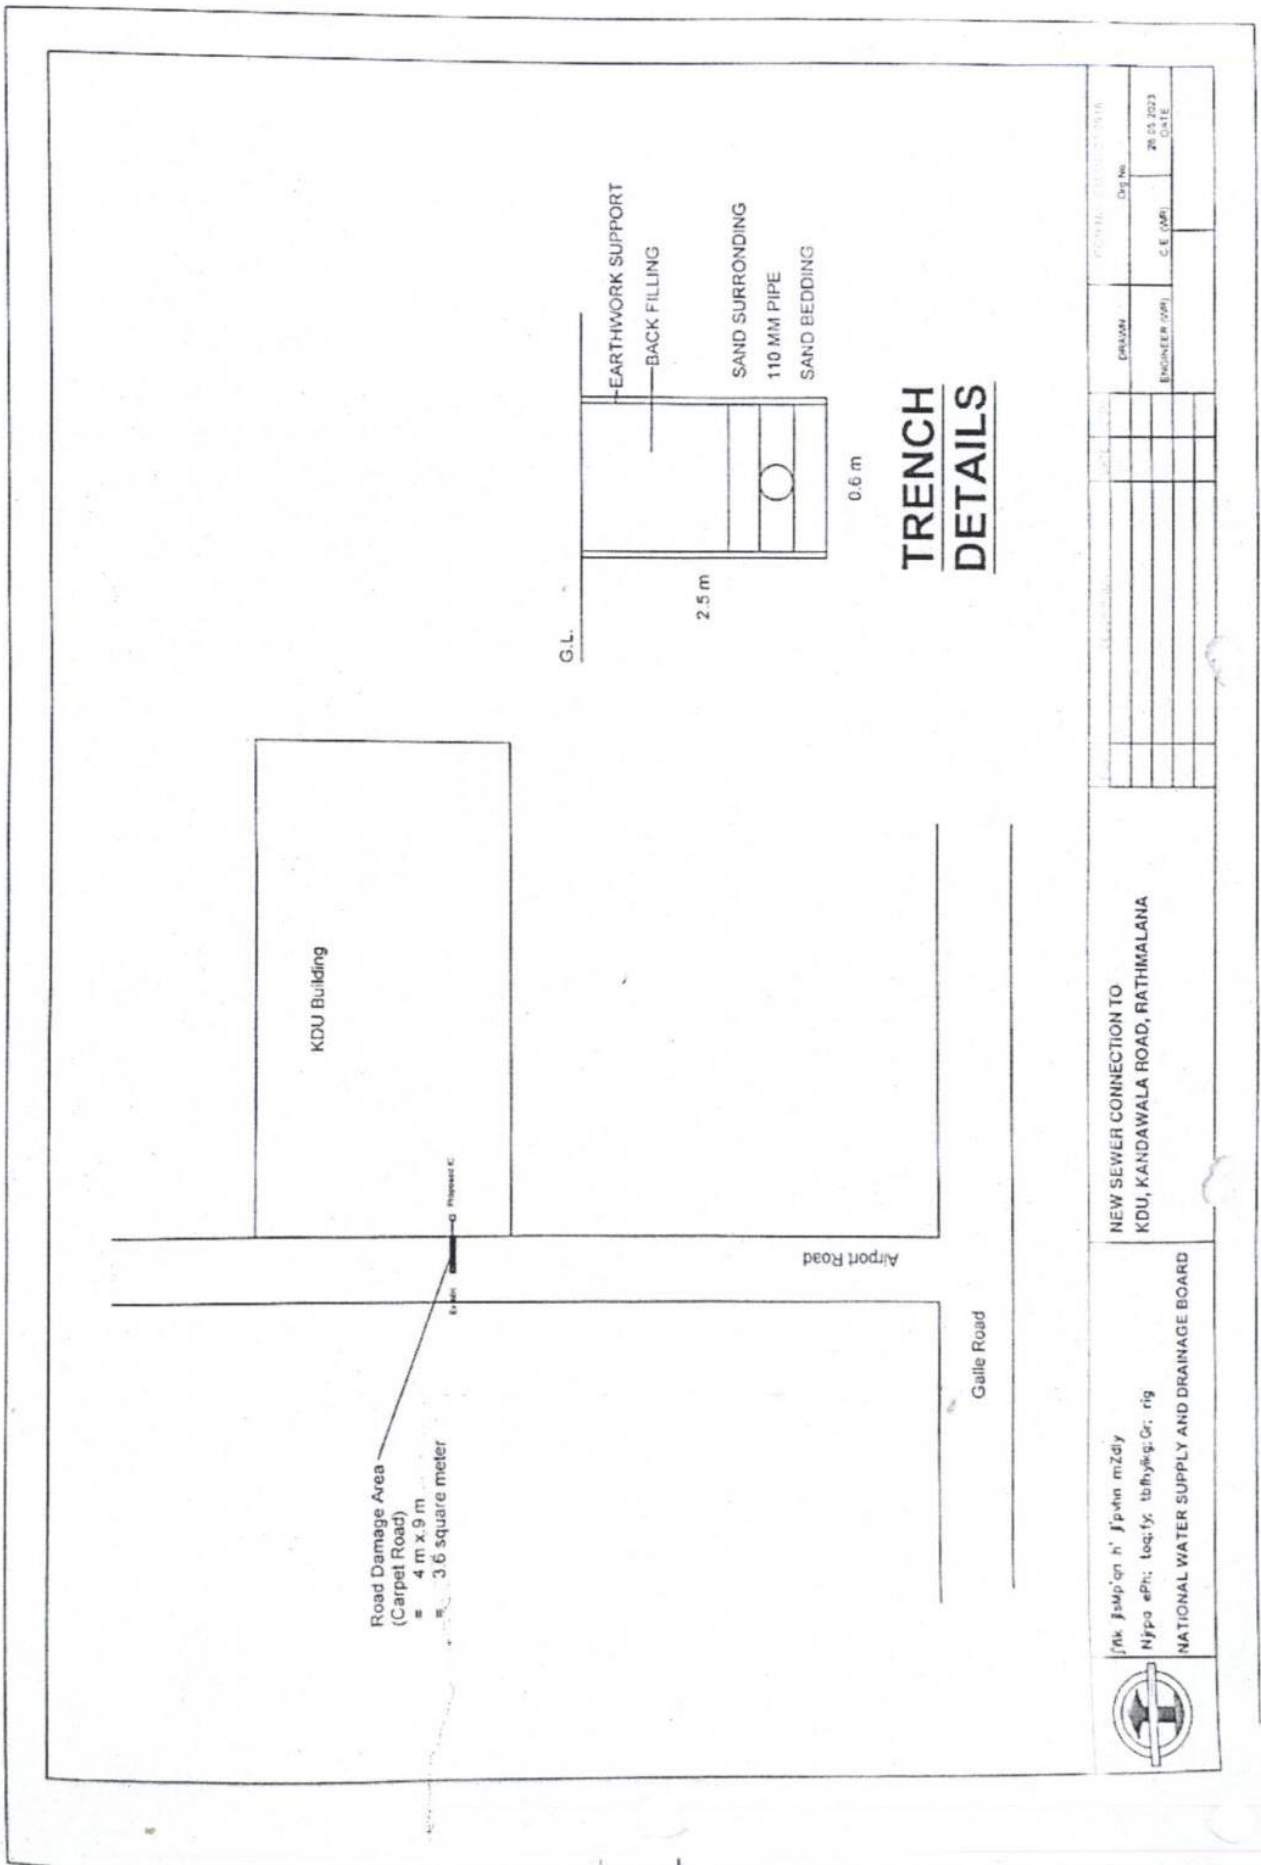 Road Damage Area
(Carpet Road)
= 4 m x.9 m
= 3.6 square meter
KDU Building
Proposed IC
Airport Road
Galle Road
G.L.
EARTHWORK SUPPORT
BACK FILLING
SAND SURRONDING
110 MM PIPE
SAND BEDDING
2.5 m
0.6 m
TRENCH
DETAILS
NATIONAL WATER SUPPLY AND DRAINAGE BOARD
NEW SEWER CONNECTION TO
KDU, KANDAWALA ROAD, RATHMALANA
DRAWN
Drg No
ENGINEER (WR)
C.E. (WR)
DATE